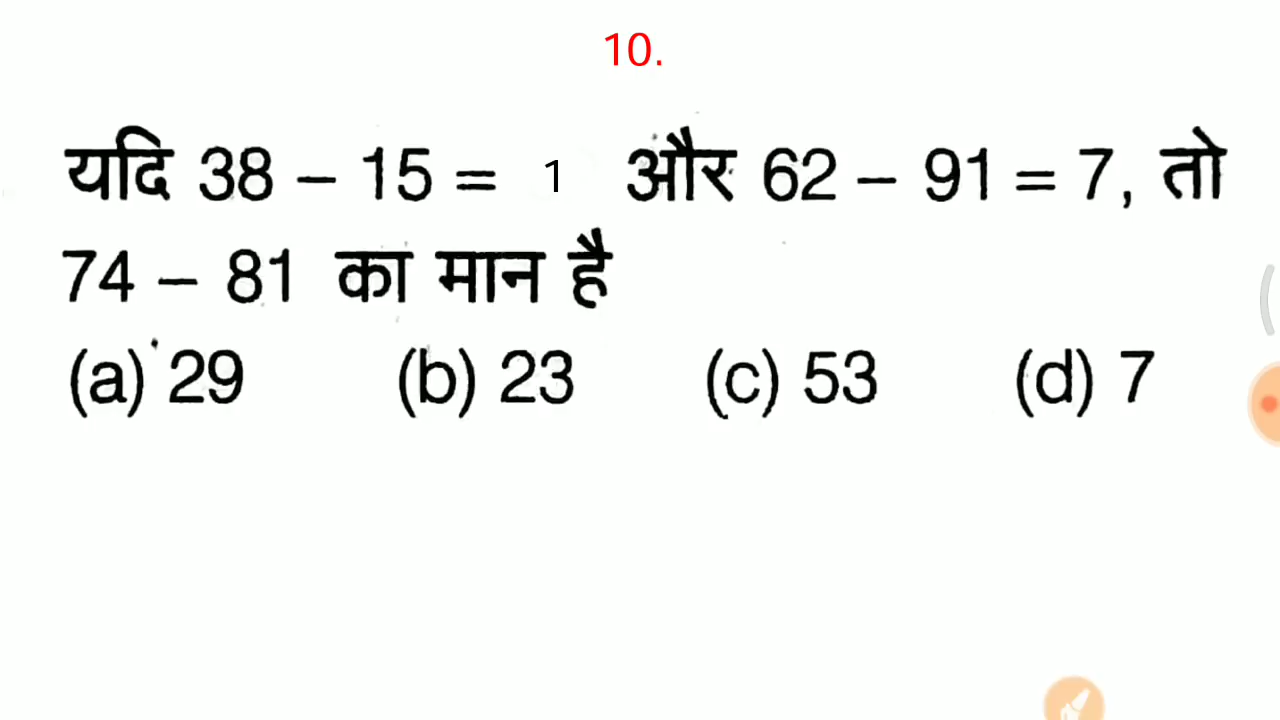 10.
यदि 38 – 15 = 1 और 62 – 91 = 7, तो
74 – 81 का मान है
(a) 29 (b) 23 (c) 53 (d) 7